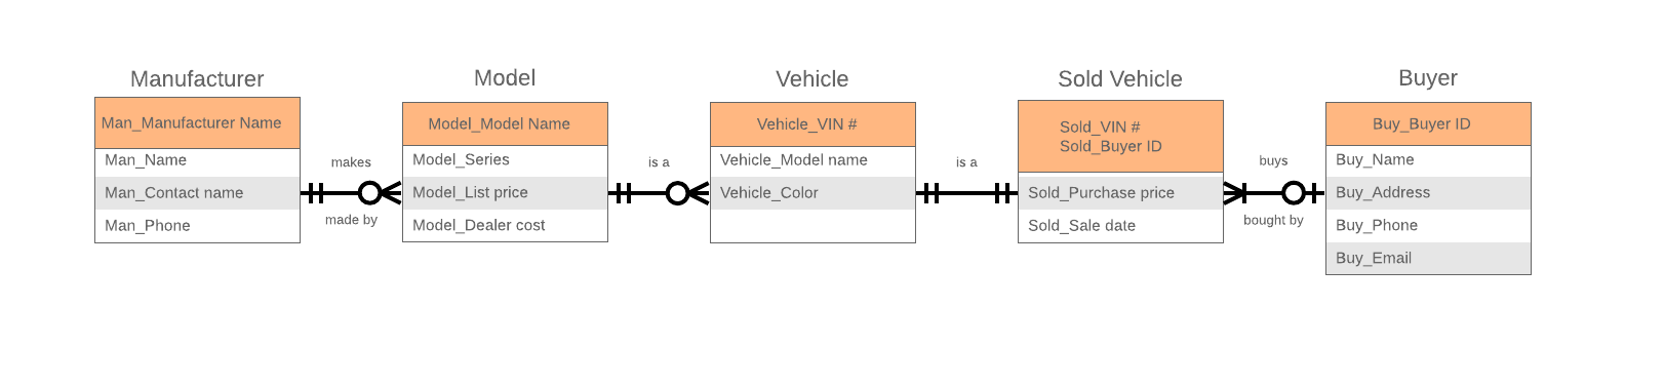 Manufacturer
Man_Manufacturer Name
Man_Name
Man_Contact name
Man_Phone
makes
made by
Model
Model_Model Name
Model_Series
Model_List price
Model_Dealer cost
is a
Vehicle
Vehicle_VIN #
Vehicle_Model name
Vehicle_Color
is a
Sold Vehicle
Sold_VIN #
Sold_Buyer ID
Sold_Purchase price
Sold_Sale date
buys
bought by
Buyer
Buy_Buyer ID
Buy_Name
Buy_Address
Buy_Phone
Buy_Email